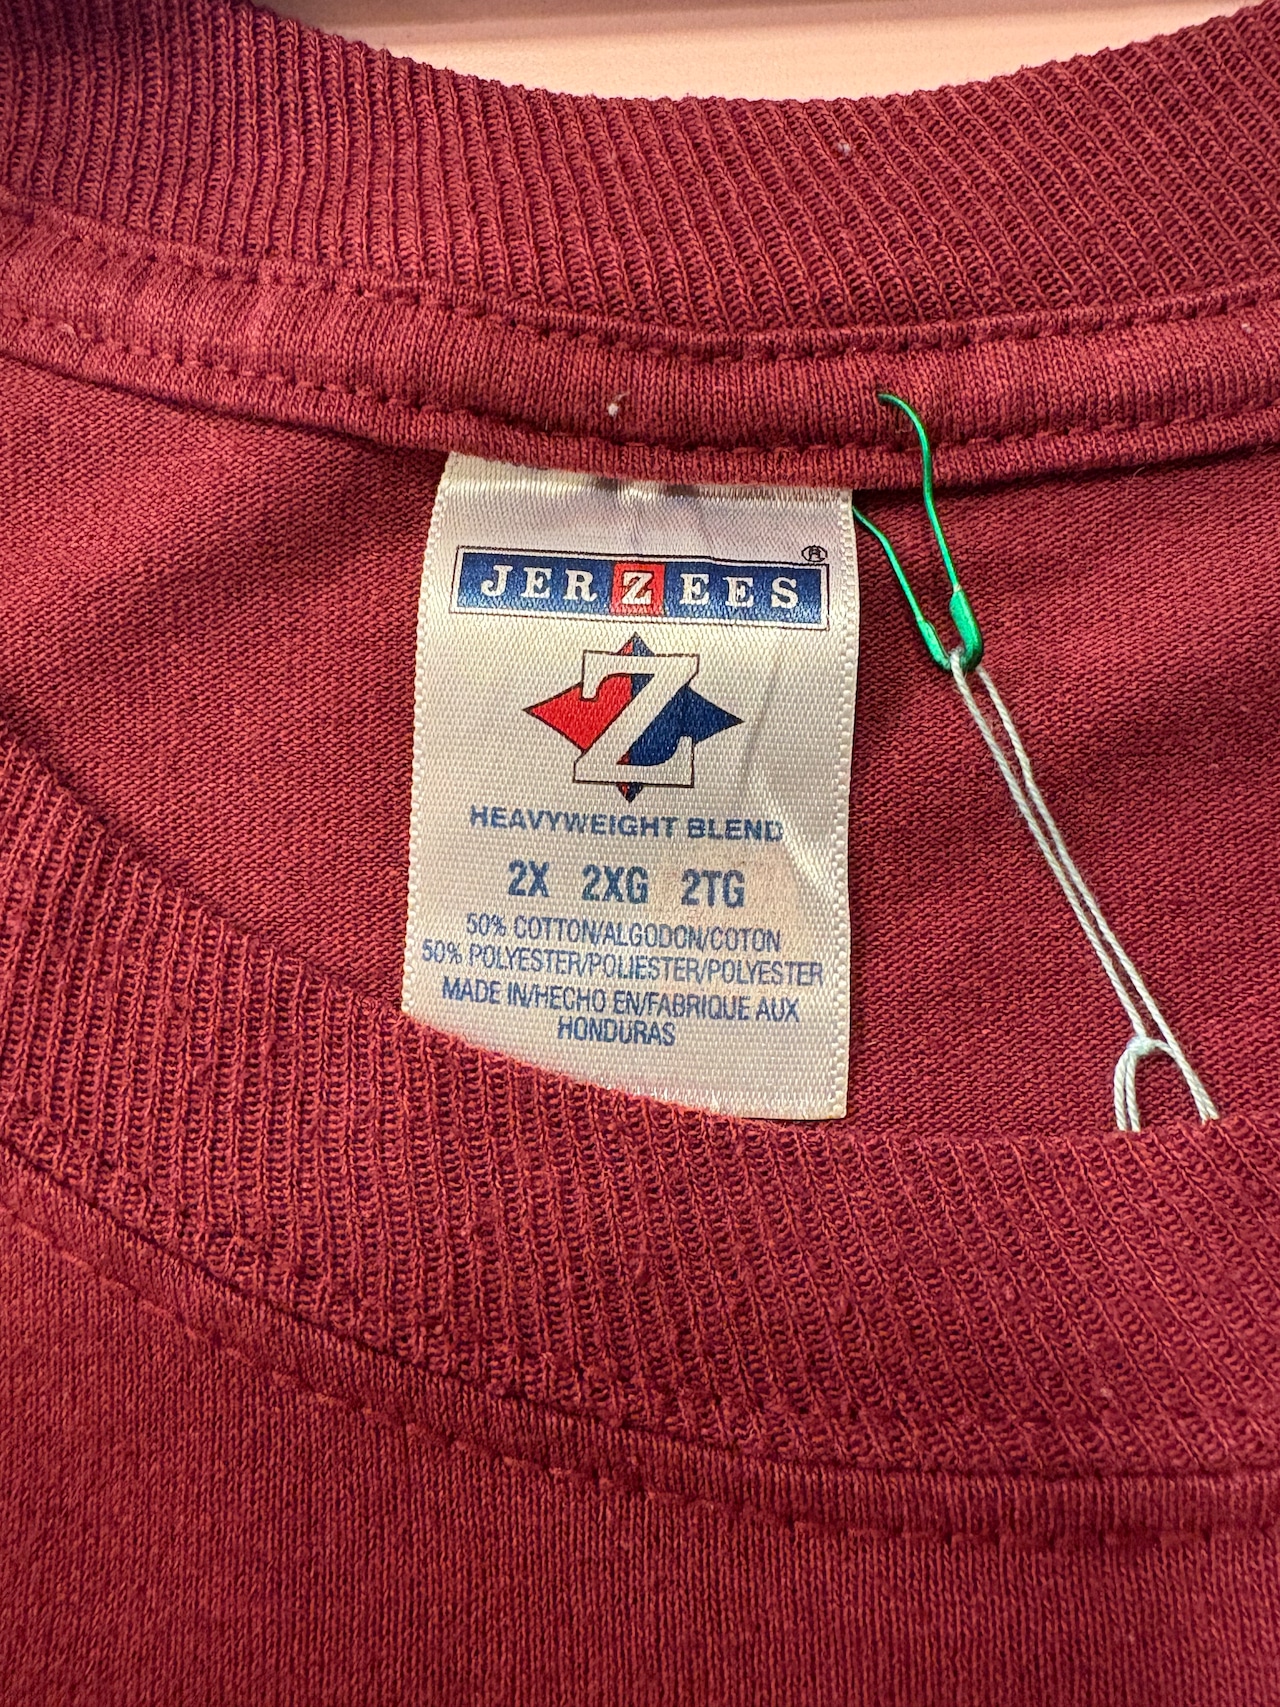 JERZEES®
Z
HEAVYWEIGHT BLEND
2X 2XG 2TG
50% COTTON/ALGODON/COTON
50% POLYESTER/POLIESTER/POLYESTER
MADE IN/HECHO EN/FABRIQUE AUX
HONDURAS